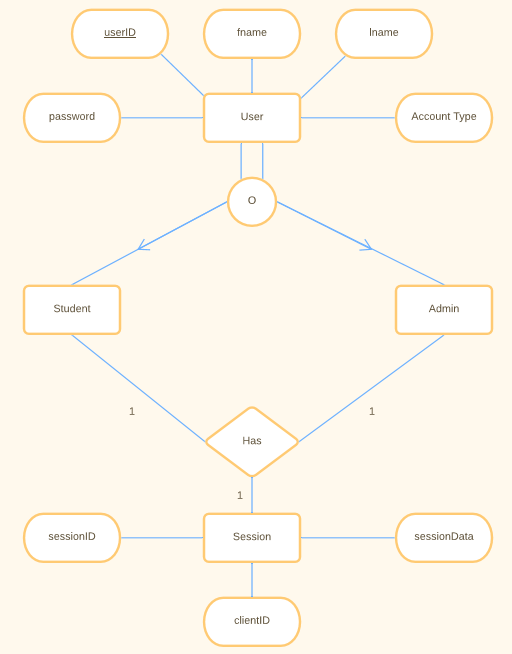 userID
fname
lname
password
User
Account Type
O
Student
Admin
1
1
Has
1
sessionID
Session
sessionData
clientID